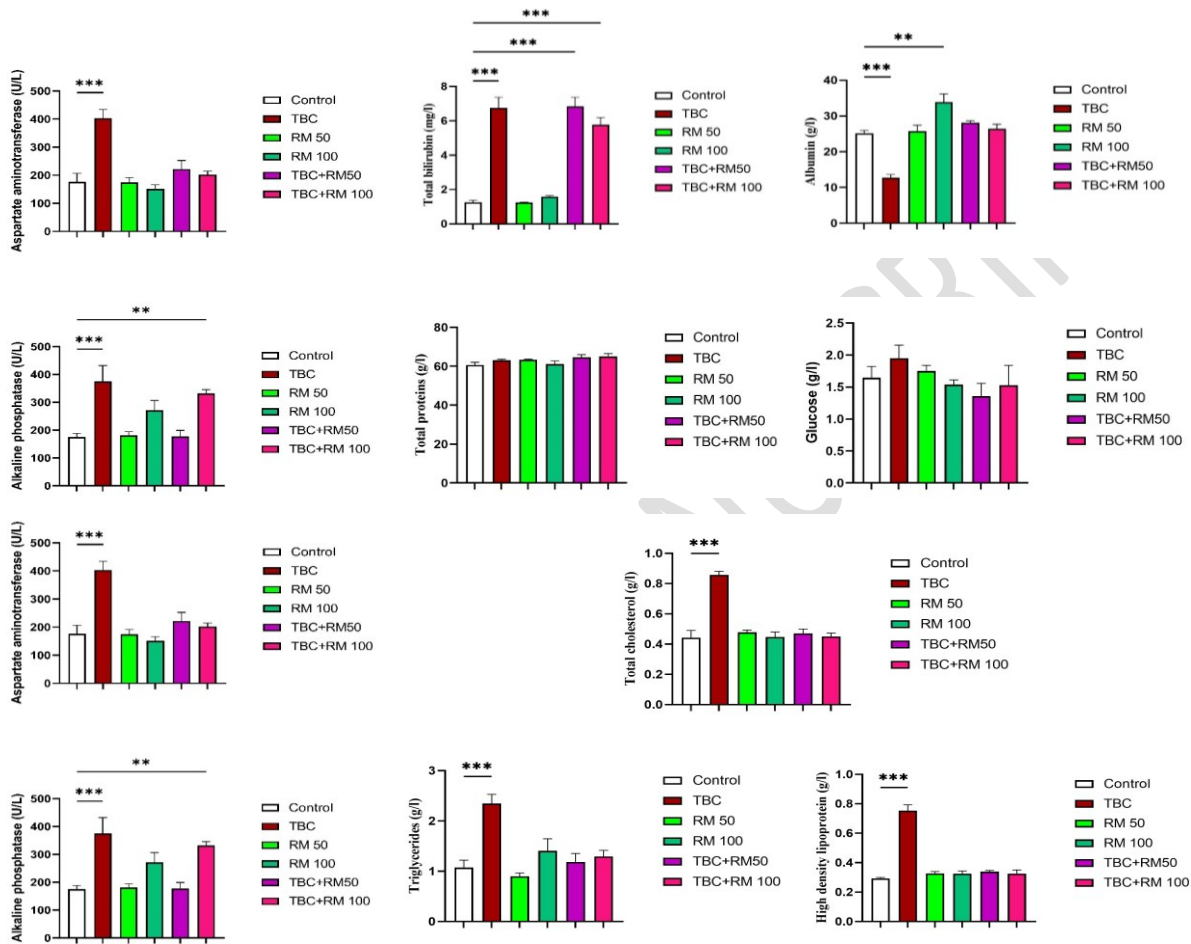 ***
Aspartate aminotransferase (U/L)
500
400
300
200
100
0
Control
TBC
RM 50
RM 100
TBC+RM50
TBC+RM 100
***
***
***
Total bilirubin (mg/l)
8
6
4
2
0
Control
TBC
RM 50
RM 100
TBC+RM50
TBC+RM 100
**
***
Albumin (g/l)
40
30
20
10
0
Control
TBC
RM 50
RM 100
TBC+RM50
TBC+RM 100
**
***
Alkaline phosphatase (U/L)
500
400
300
200
100
0
Control
TBC
RM 50
RM 100
TBC+RM50
TBC+RM 100
Total proteins (g/l)
80
60
40
20
0
Control
TBC
RM 50
RM 100
TBC+RM50
TBC+RM 100
Glucose (g/l)
2.5
2.0
1.5
1.0
0.5
0.0
Control
TBC
RM 50
RM 100
TBC+RM50
TBC+RM 100
***
Aspartate aminotransferase (U/L)
500
400
300
200
100
0
Control
TBC
RM 50
RM 100
TBC+RM50
TBC+RM 100
***
Total cholesterol (g/l)
1.0
0.8
0.6
0.4
0.2
0.0
Control
TBC
RM 50
RM 100
TBC+RM50
TBC+RM 100
**
***
Alkaline phosphatase (U/L)
500
400
300
200
100
0
Control
TBC
RM 50
RM 100
TBC+RM50
TBC+RM 100
***
Triglycerides (g/l)
3
2
1
0
Control
TBC
RM 50
RM 100
TBC+RM50
TBC+RM 100
***
High density lipoprotein (g/l)
1.0
0.8
0.6
0.4
0.2
0.0
Control
TBC
RM 50
RM 100
TBC+RM50
TBC+RM 100